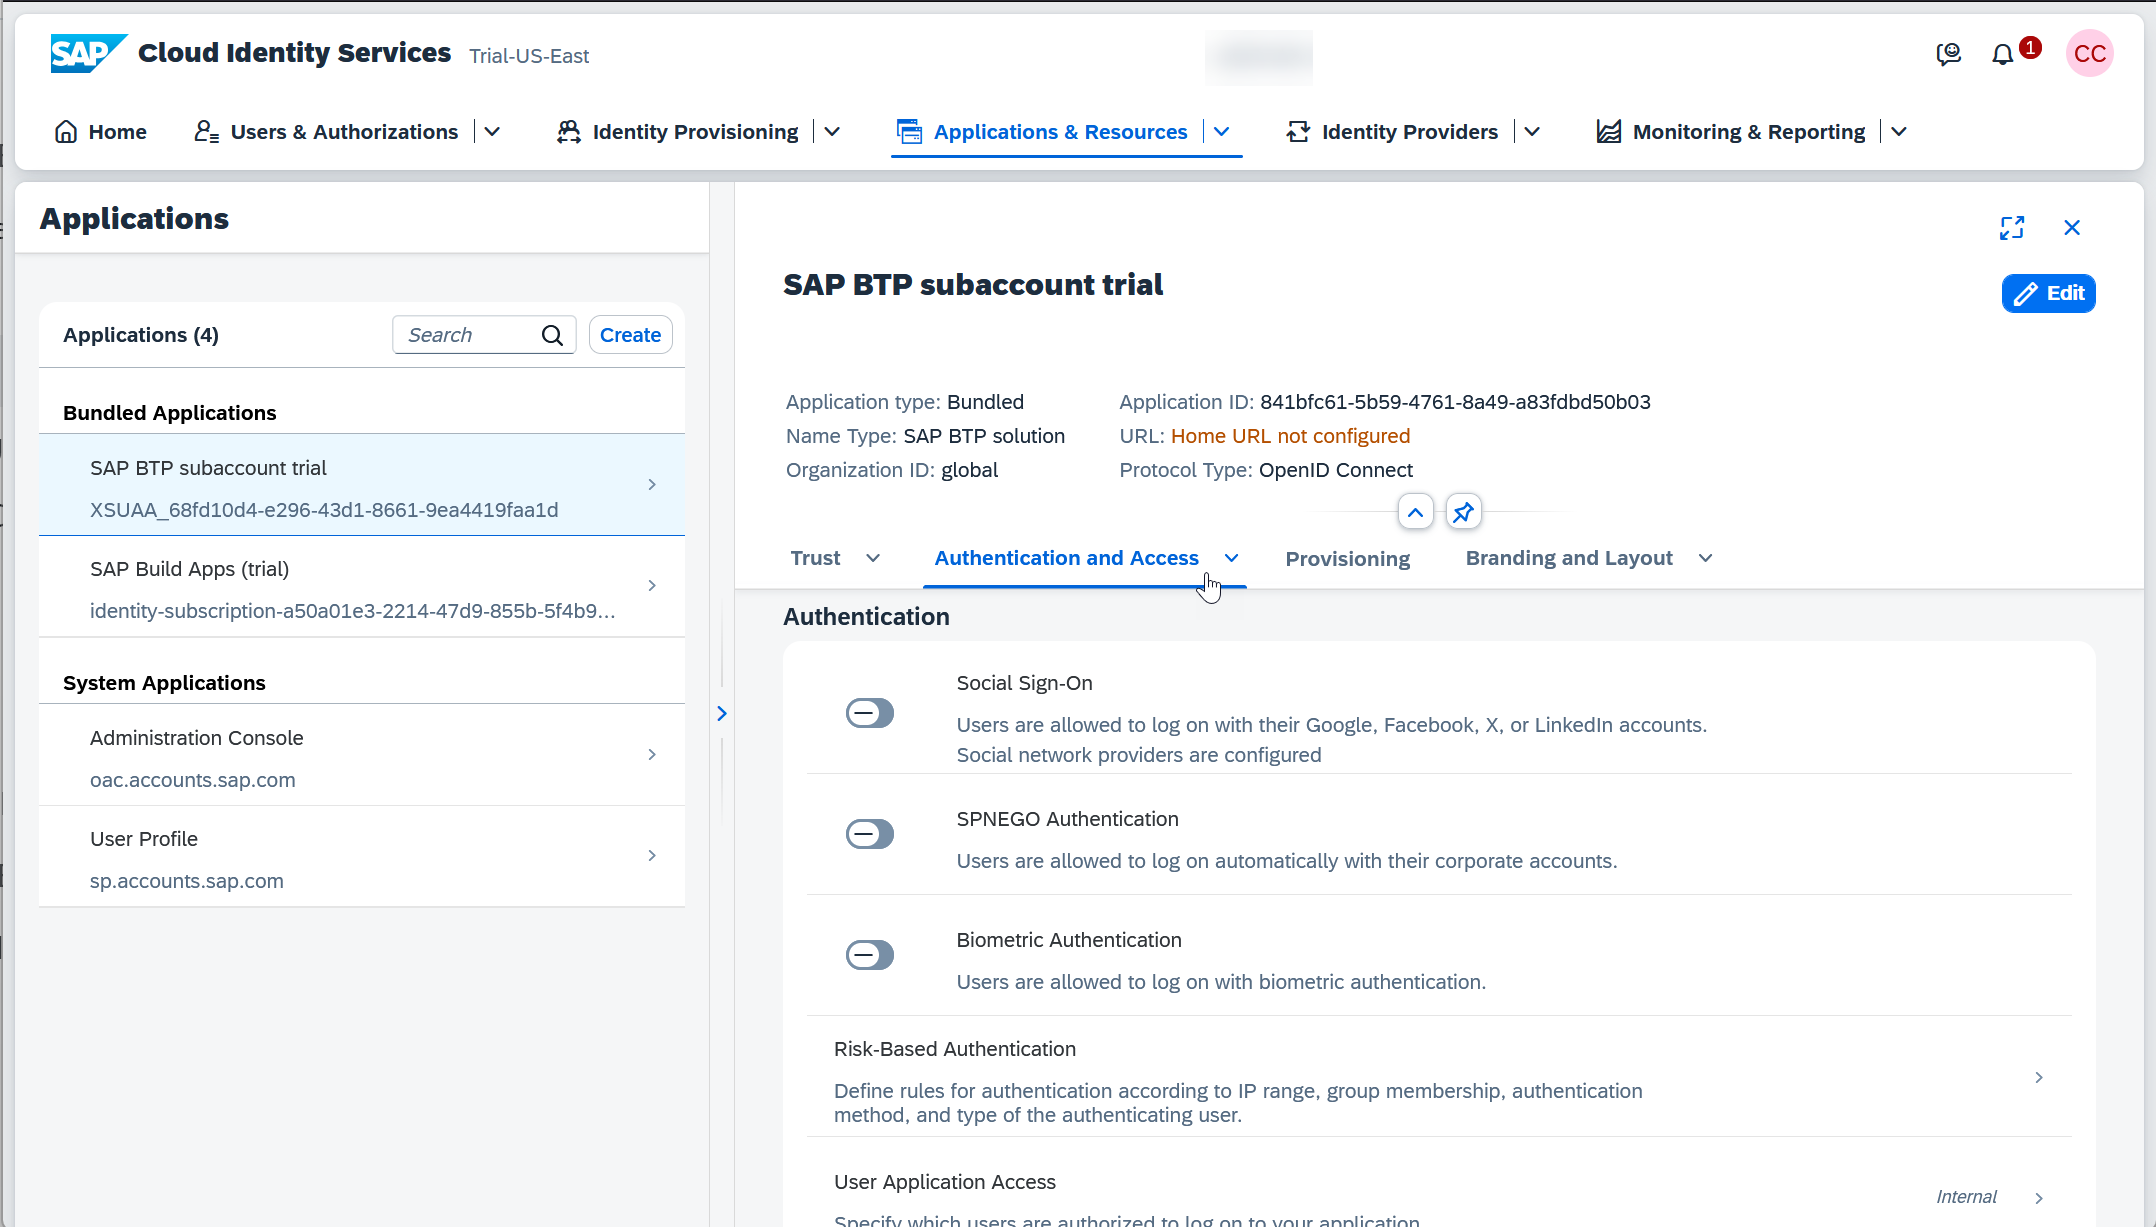 SAP Cloud Identity Services Trial-US-East
1
CC
Home
Users & Authorizations
Identity Provisioning
Applications & Resources
Identity Providers
Monitoring & Reporting
Applications
Applications (4)
Search
Create
Bundled Applications
SAP BTP subaccount trial
XSUAA_68fd10d4-e296-43d1-8661-9ea4419faa1d
SAP Build Apps (trial)
identity-subscription-a50a01e3-2214-47d9-855b-5f4b9...
System Applications
Administration Console
oac.accounts.sap.com
User Profile
sp.accounts.sap.com
SAP BTP subaccount trial
Edit
Application type: Bundled
Name Type: SAP BTP solution
Organization ID: global
Application ID: 841bfc61-5b59-4761-8a49-a83fdbd50b03
URL: Home URL not configured
Protocol Type: OpenID Connect
Trust
Authentication and Access
Provisioning
Branding and Layout
Authentication
Social Sign-On
Users are allowed to log on with their Google, Facebook, X, or LinkedIn accounts.
Social network providers are configured
SPNEGO Authentication
Users are allowed to log on automatically with their corporate accounts.
Biometric Authentication
Users are allowed to log on with biometric authentication.
Risk-Based Authentication
Define rules for authentication according to IP range, group membership, authentication
method, and type of the authenticating user.
User Application Access
Internal
Specify which users are authorized to log on to your application.